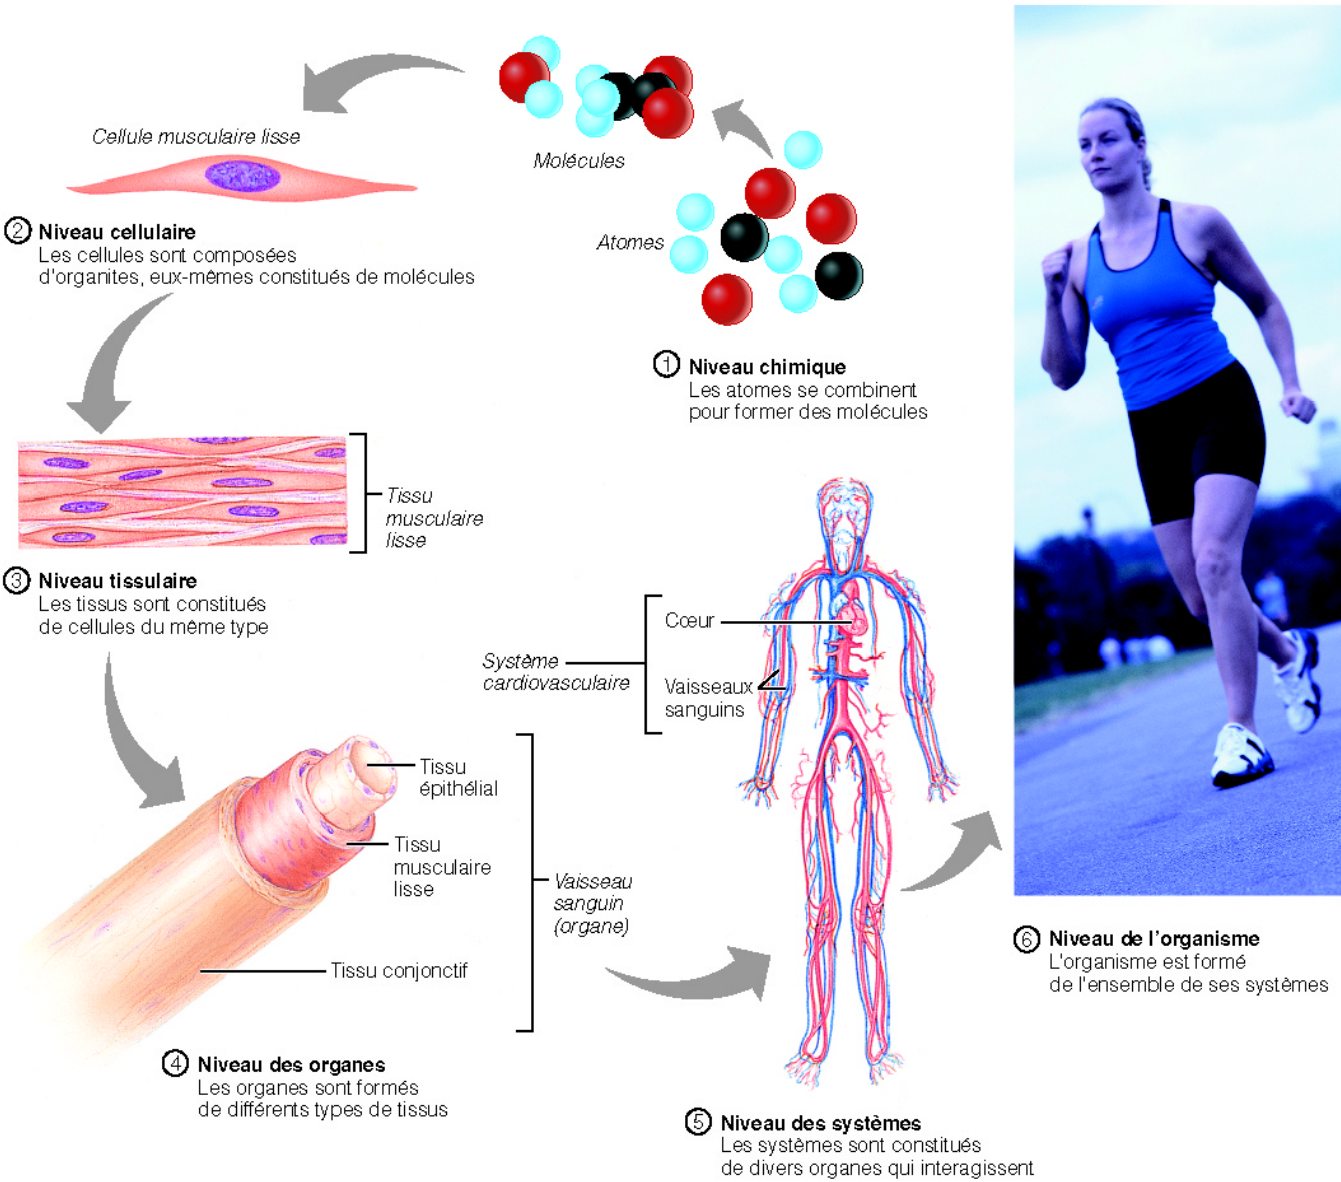 Molécules
Atomes
1 Niveau chimique
Les atomes se combinent
pour former des molécules
Cellule musculaire lisse
2 Niveau cellulaire
Les cellules sont composées
d'organites, eux-mêmes constitués de molécules
Tissu
musculaire
lisse
3 Niveau tissulaire
Les tissus sont constitués
de cellules du même type
Tissu
épithélial
Tissu
musculaire
lisse
Tissu conjonctif
Vaisseau
sanguin
(organe)
4 Niveau des organes
Les organes sont formés
de différents types de tissus
Cœur
Vaisseaux
sanguins
Système
cardiovasculaire
5 Niveau des systèmes
Les systèmes sont constitués
de divers organes qui interagissent
6 Niveau de l'organisme
L'organisme est formé
de l'ensemble de ses systèmes